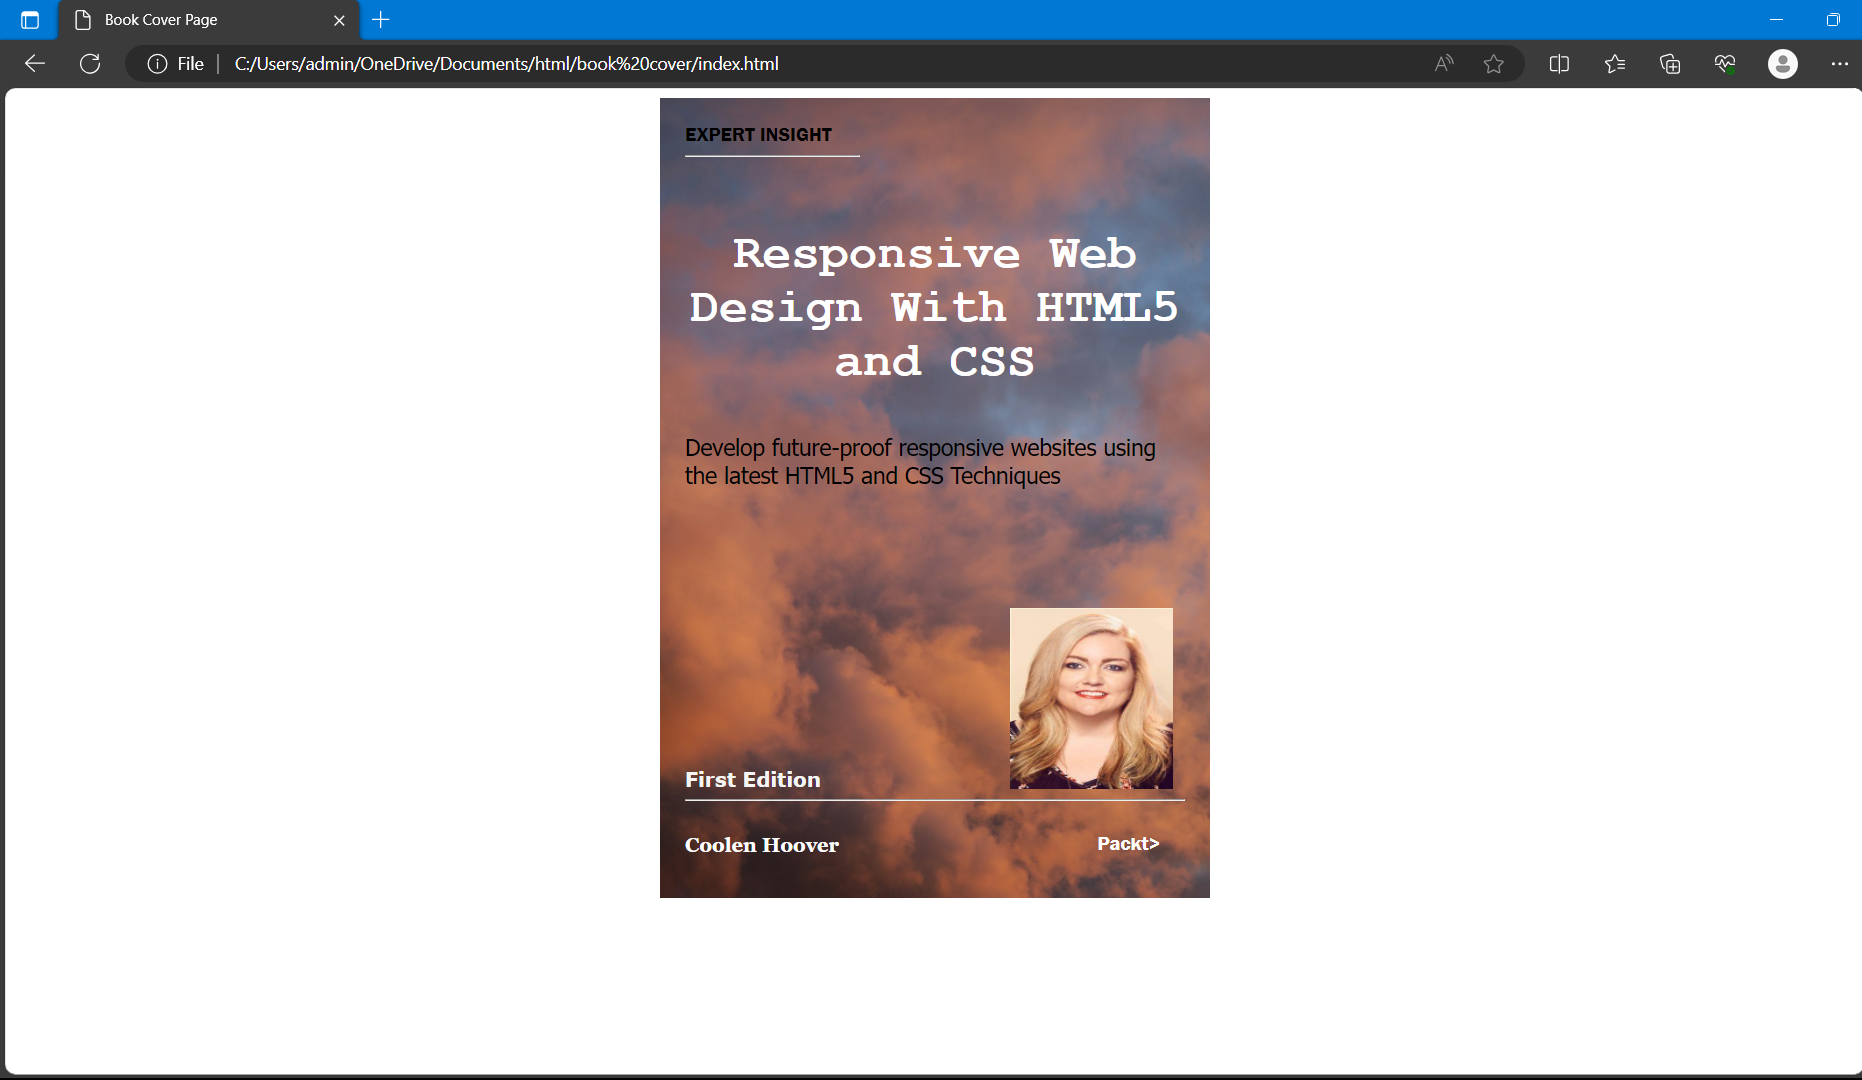 Book Cover Page
File
C:/Users/admin/OneDrive/Documents/html/book%20cover/index.html
EXPERT INSIGHT
Responsive Web
Design With HTML5
and CSS
Develop future-proof responsive websites using
the latest HTML5 and CSS Techniques
First Edition
Coolen Hoover
Packt>